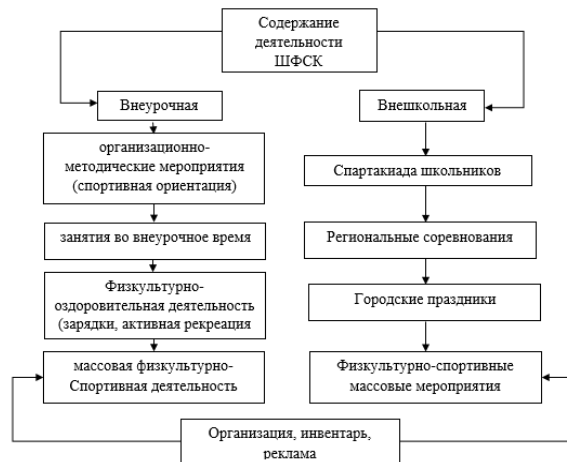 Содержание
деятельности
ШФСК
Внеурочная
Внешкольная
организационно-
методические мероприятия
(спортивная ориентация)
Спартакиада школьников
занятия во внеурочное время
Региональные соревнования
Физкультурно-
оздоровительная деятельность
(зарядки, активная рекреация
Городские праздники
массовая физкультурно-
Спортивная деятельность
Физкультурно-спортивные
массовые мероприятия
Организация, инвентарь,
реклама